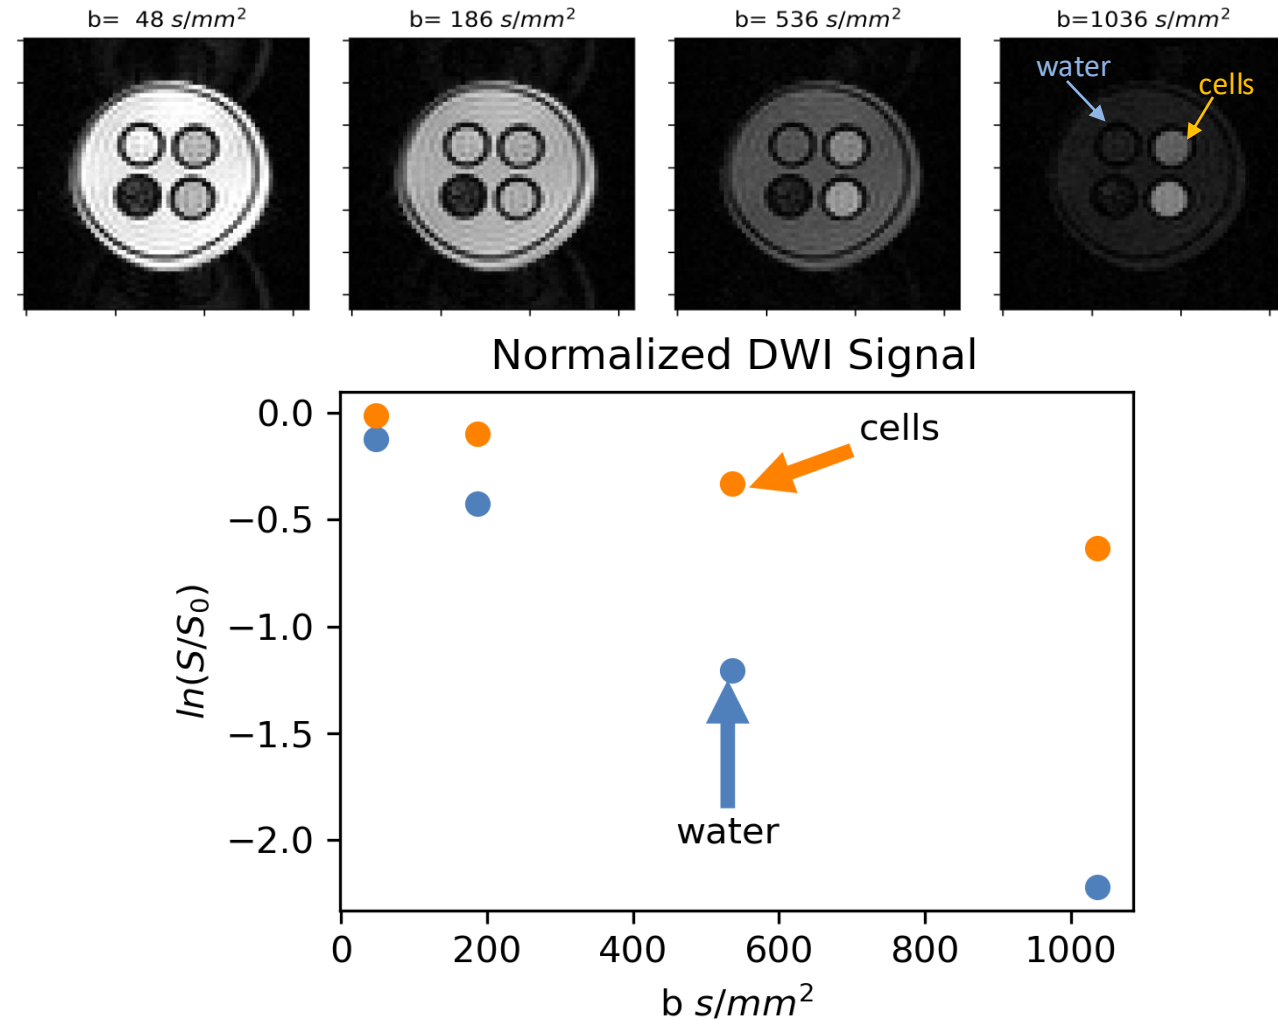 b=  48 s/mm²
b= 186 s/mm²
b= 536 s/mm²
b=1036 s/mm²
water
cells
Normalized DWI Signal
0.0
−0.5
−1.0
−1.5
−2.0
ln(S/S₀)
cells
water
0
200
400
600
800
1000
b s/mm²